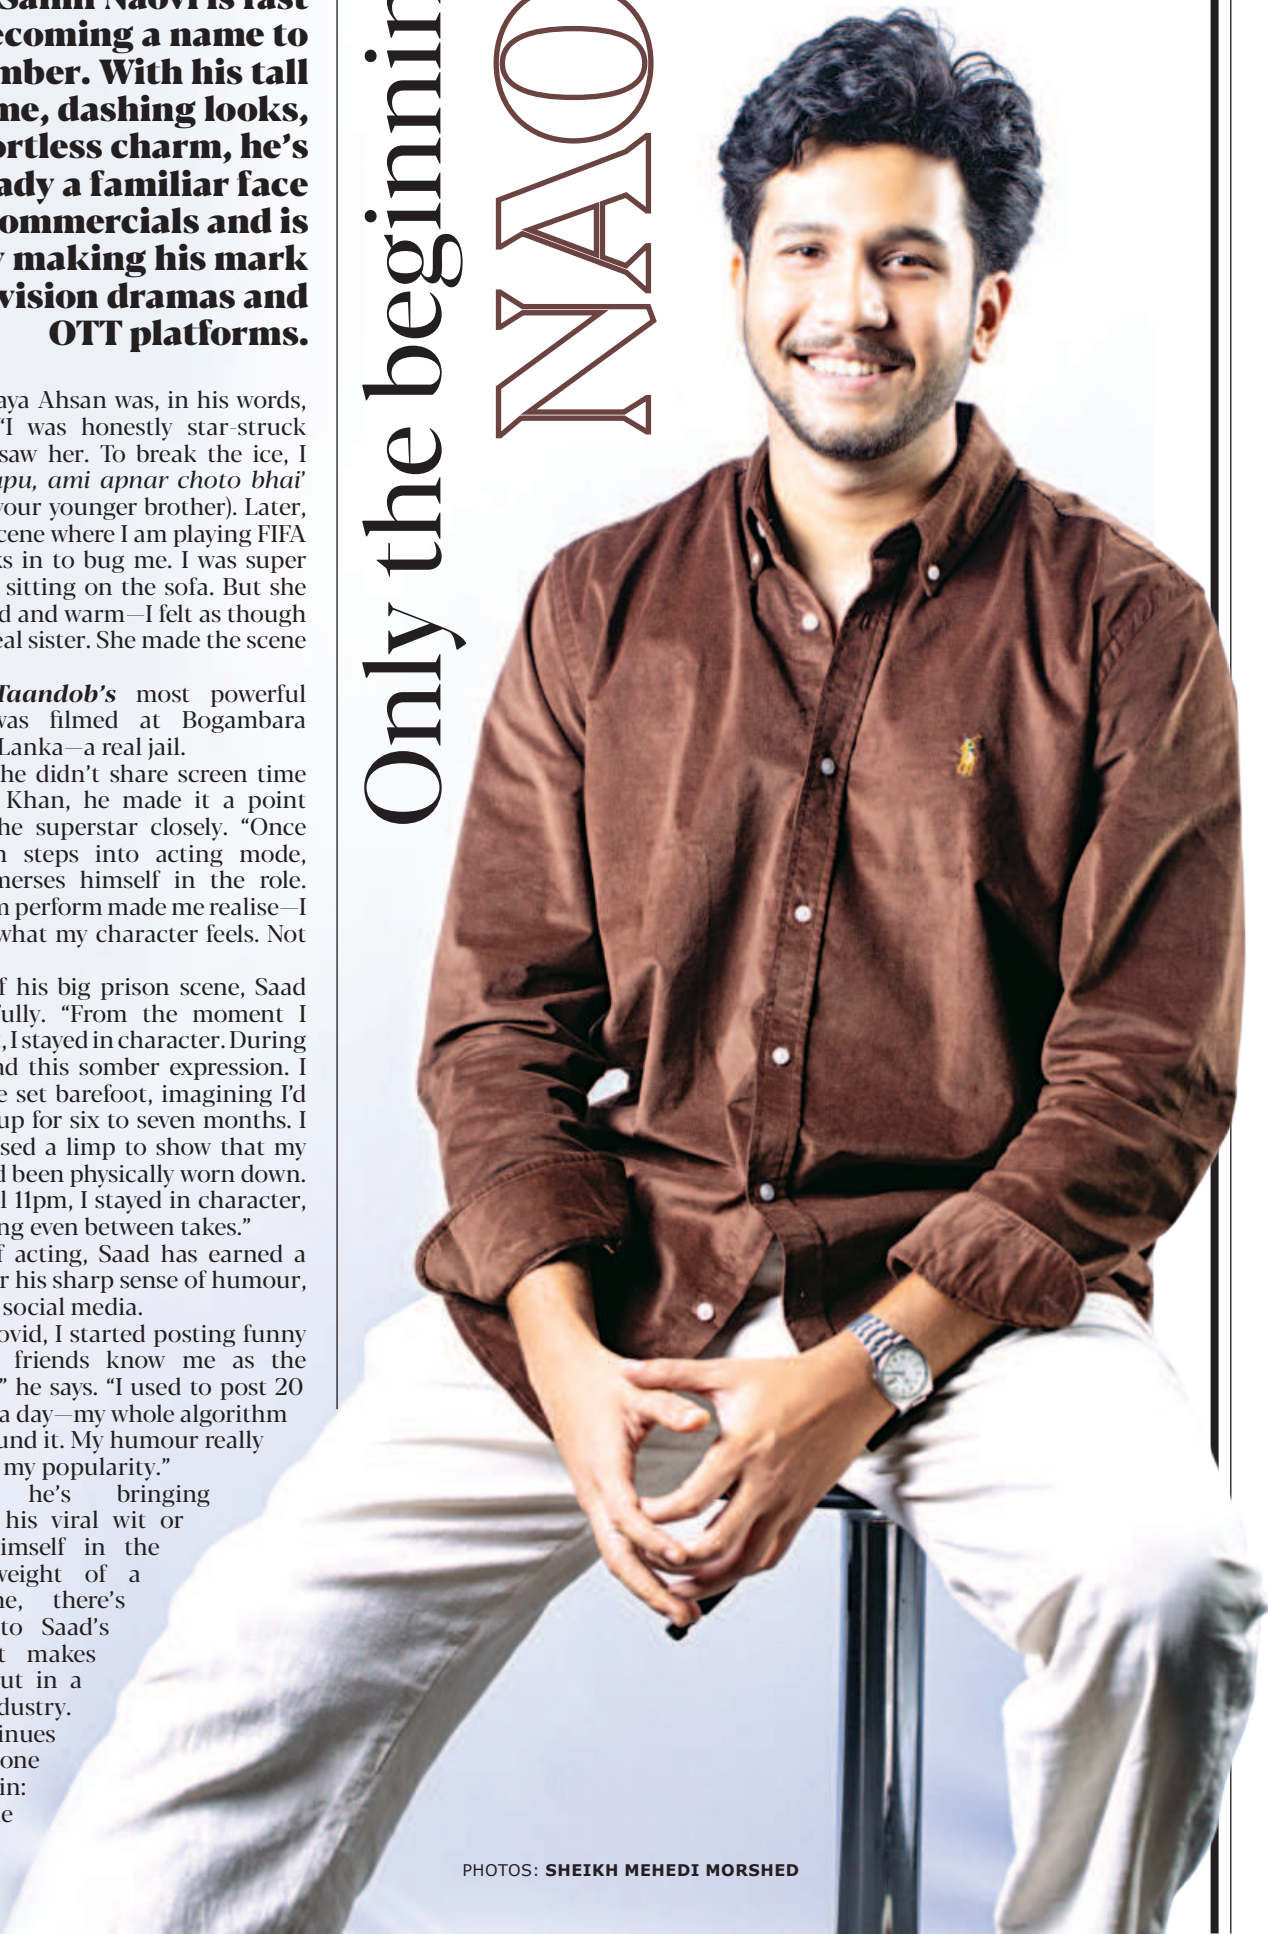 Salmi Naovi is fast
ecoming a name to
mber. With his tall
me, dashing looks,
ortless charm, he's
ady a familiar face
ommercials and is
y making his mark
vision dramas and
OTT platforms.
aya Ahsan was, in his words,
"I was honestly star-struck
saw her. To break the ice, I
apu, ami apnar choto bhai'
your younger brother). Later,
cene where I am playing FIFA
ks in to bug me. I was super
sitting on the sofa. But she
d and warm—I felt as though
eal sister. She made the scene
Taandob's most powerful
was filmed at Bogambara
Lanka—a real jail.
he didn't share screen time
Khan, he made it a point
he superstar closely. "Once
n steps into acting mode,
merses himself in the role.
m perform made me realise—I
what my character feels. Not
f his big prison scene, Saad
fully. "From the moment I
, I stayed in character. During
nd this somber expression. I
e set barefoot, imagining I'd
up for six to seven months. I
sed a limp to show that my
d been physically worn down.
l 11pm, I stayed in character,
ng even between takes."
f acting, Saad has earned a
r his sharp sense of humour,
social media.
ovid, I started posting funny
friends know me as the
" he says. "I used to post 20
a day—my whole algorithm
und it. My humour really
my popularity."
he's bringing
his viral wit or
imself in the
weight of a
ne, there's
to Saad's
t makes
ut in a
dustry.
inues
one
in:
e
Only the beginnin
NAO
PHOTOS: SHEIKH MEHEDI MORSHED